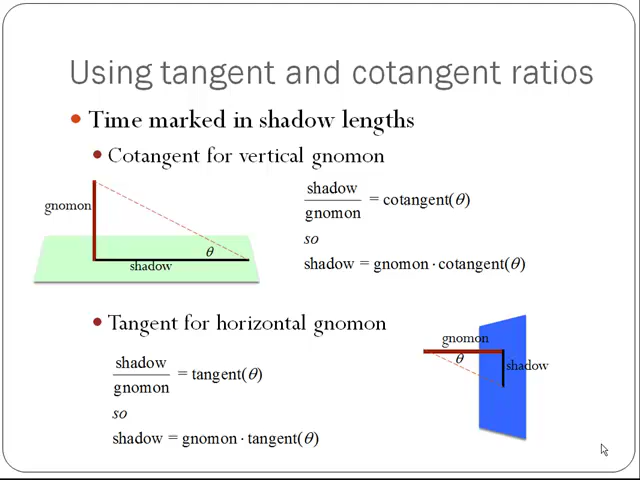 Using tangent and cotangent ratios
• Time marked in shadow lengths
• Cotangent for vertical gnomon
gnomon
θ
shadow
shadow
gnomon
= cotangent(θ)
so
shadow = gnomon · cotangent(θ)
• Tangent for horizontal gnomon
shadow
gnomon
= tangent(θ)
so
shadow = gnomon · tangent(θ)
gnomon
θ
shadow